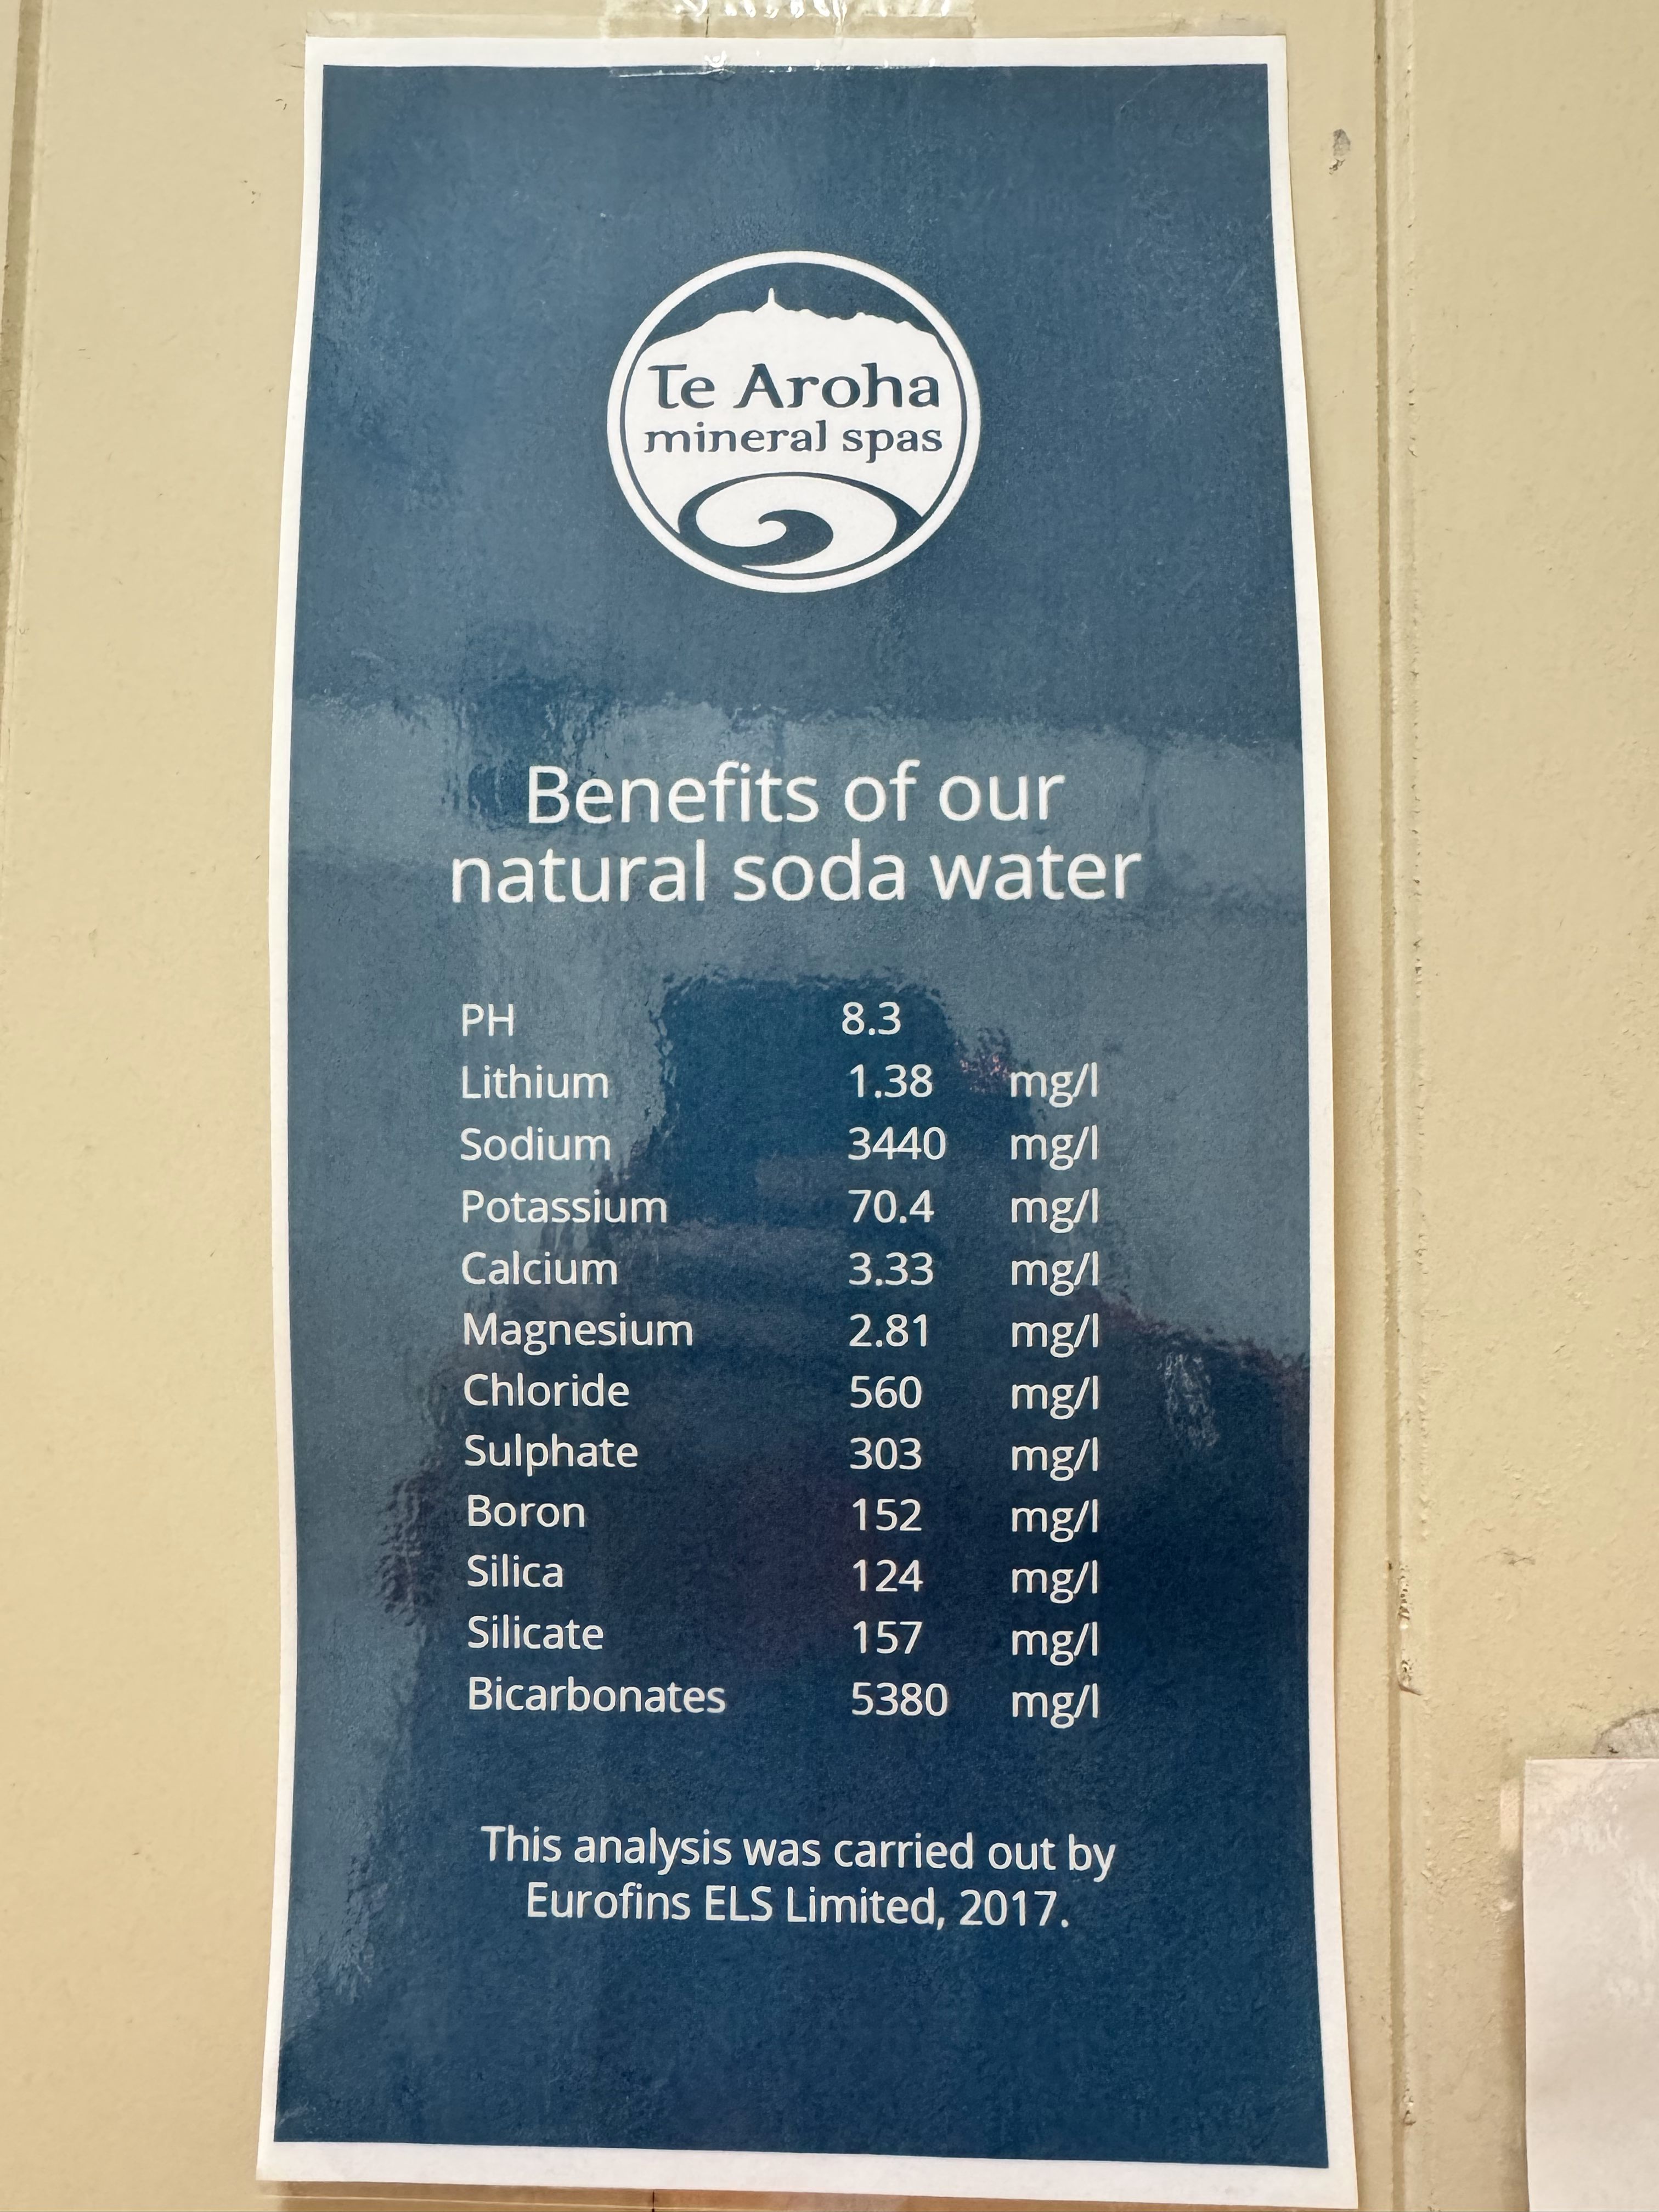 Te Aroha
mineral spas
Benefits of our
natural soda water
PH 8.3
Lithium 1.38 mg/l
Sodium 3440 mg/l
Potassium 70.4 mg/l
Calcium 3.33 mg/l
Magnesium 2.81 mg/l
Chloride 560 mg/l
Sulphate 303 mg/l
Boron 152 mg/l
Silica 124 mg/l
Silicate 157 mg/l
Bicarbonates 5380 mg/l
This analysis was carried out by
Eurofins ELS Limited, 2017.